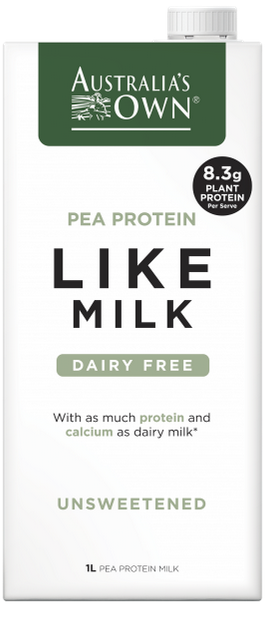 AUSTRALIA'S
OWN®
8.3g
PLANT
PROTEIN
Per Serve
PEA PROTEIN
LIKE
MILK
DAIRY FREE
With as much protein and
calcium as dairy milk*
UNSWEETENED
1L PEA PROTEIN MILK